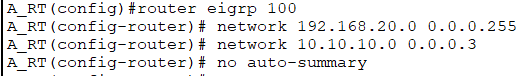 A_RT(config)#router eigrp 100
A_RT(config-router)# network 192.168.20.0 0.0.0.255
A_RT(config-router)# network 10.10.10.0 0.0.0.3
A_RT(config-router)# no auto-summary